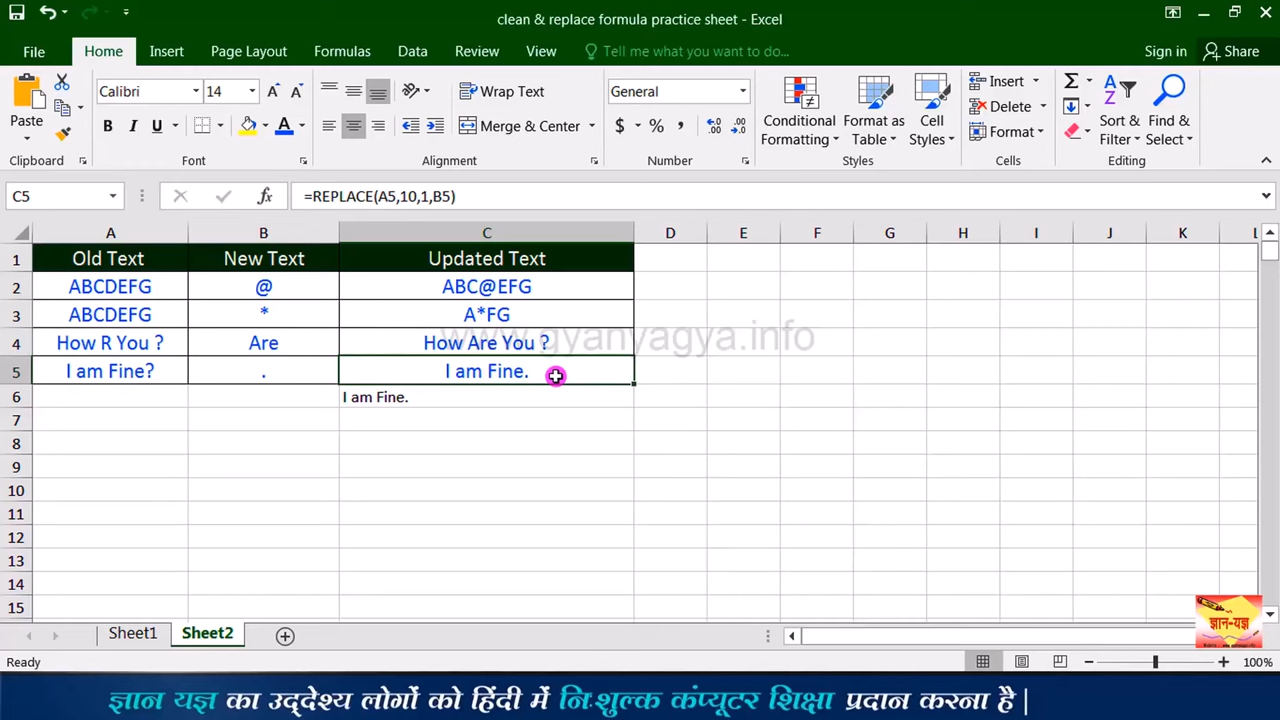 clean & replace formula practice sheet - Excel
File Home Insert Page Layout Formulas Data Review View Tell me what you want to do... Sign in Share
Calibri 14 Wrap Text General Insert
Paste B I U Merge & Center $ % , Conditional Formatting Format as Table Cell Styles Delete Format Sort & Filter Find & Select
Clipboard Font Alignment Number Styles Cells Editing
C5 fx =REPLACE(A5,10,1,B5)
A B C D E F G H I J K L
1 Old Text New Text Updated Text
2 ABCDEFG @ ABC@EFG
3 ABCDEFG * A*FG
www.gyanyagya.info
4 How R You ? Are How Are You ?
5 I am Fine? . I am Fine.
6 I am Fine.
7
8
9
10
11
12
13
14
15
ज्ञान-यज्ञ
Sheet1 Sheet2
Ready 100%
ज्ञान यज्ञ का उद्देश्य लोगों को हिंदी में निःशुल्क कंप्यूटर शिक्षा प्रदान करना है |